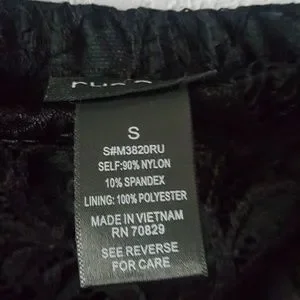 S
S#M3820RU
SELF:90% NYLON
10% SPANDEX
LINING: 100% POLYESTER
MADE IN VIETNAM
RN 70829
SEE REVERSE
FOR CARE